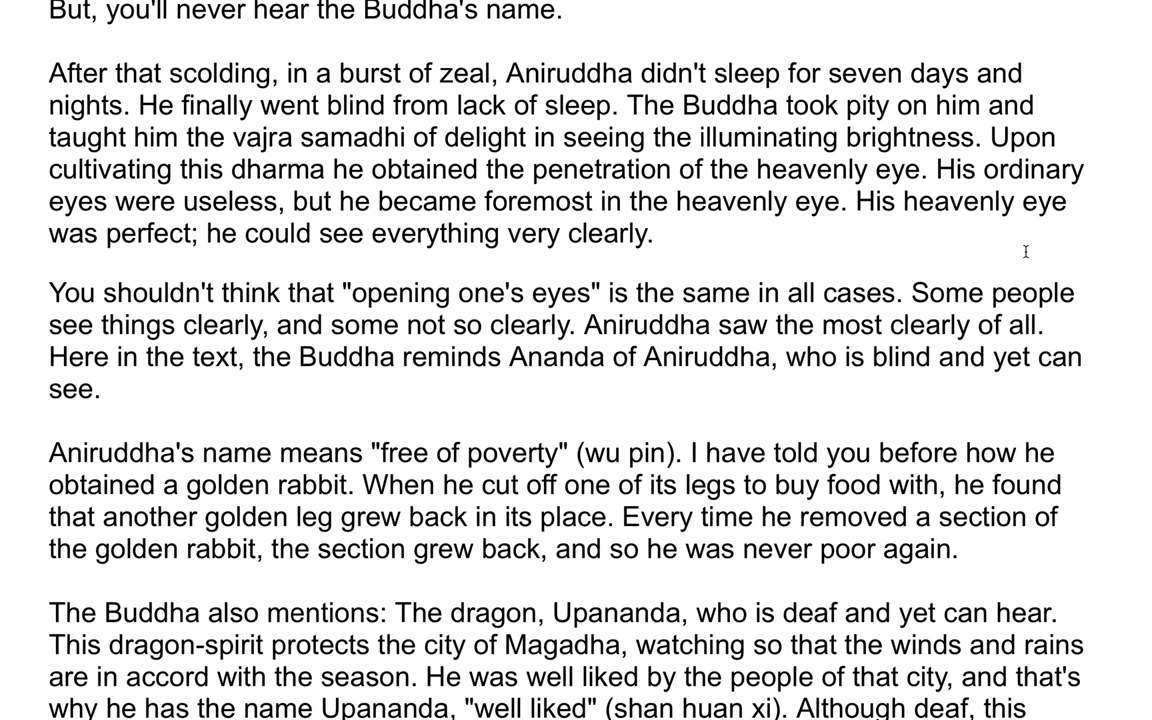 But, you'll never hear the Buddha's name.
After that scolding, in a burst of zeal, Aniruddha didn't sleep for seven days and
nights. He finally went blind from lack of sleep. The Buddha took pity on him and
taught him the vajra samadhi of delight in seeing the illuminating brightness. Upon
cultivating this dharma he obtained the penetration of the heavenly eye. His ordinary
eyes were useless, but he became foremost in the heavenly eye. His heavenly eye
was perfect; he could see everything very clearly.
You shouldn't think that "opening one's eyes" is the same in all cases. Some people
see things clearly, and some not so clearly. Aniruddha saw the most clearly of all.
Here in the text, the Buddha reminds Ananda of Aniruddha, who is blind and yet can
see.
Aniruddha's name means "free of poverty" (wu pin). I have told you before how he
obtained a golden rabbit. When he cut off one of its legs to buy food with, he found
that another golden leg grew back in its place. Every time he removed a section of
the golden rabbit, the section grew back, and so he was never poor again.
The Buddha also mentions: The dragon, Upananda, who is deaf and yet can hear.
This dragon-spirit protects the city of Magadha, watching so that the winds and rains
are in accord with the season. He was well liked by the people of that city, and that's
why he has the name Upananda, "well liked" (shan huan xi). Although deaf, this